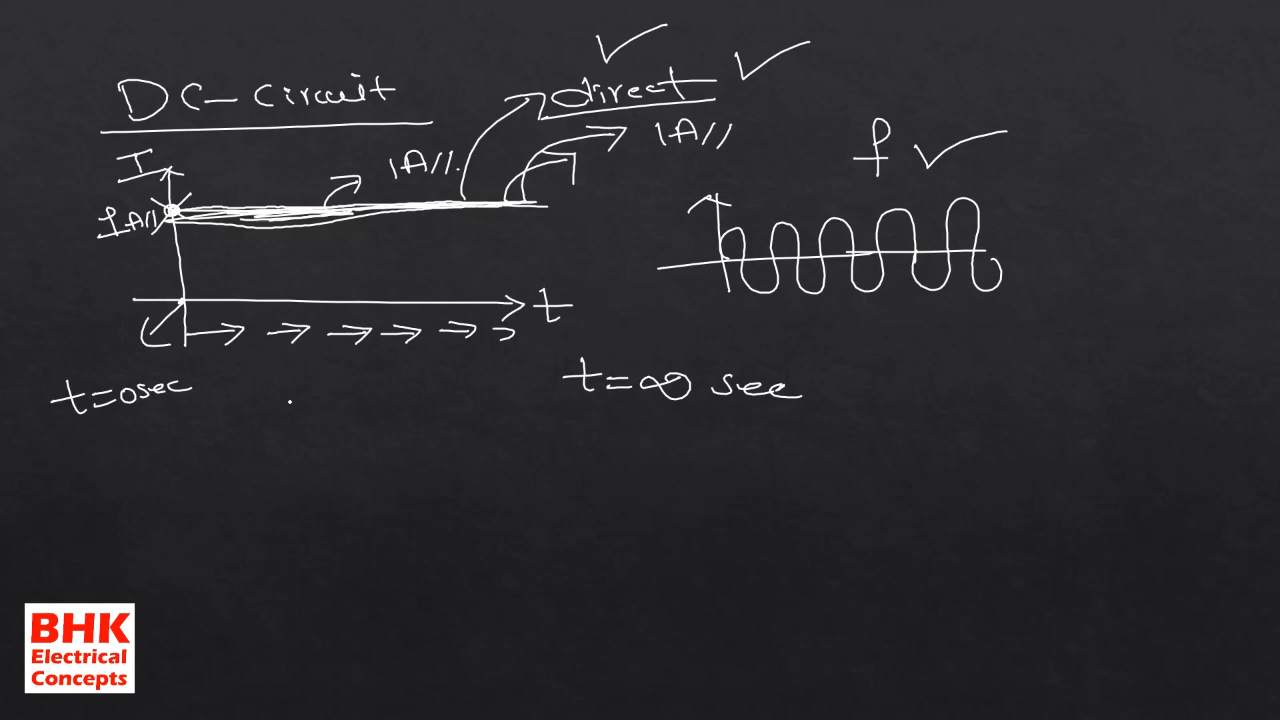 DC-Circuit
direct
I
1A//.
1A//
f
1A//
t
t=0sec
t=∞ sec
BHK
Electrical
Concepts